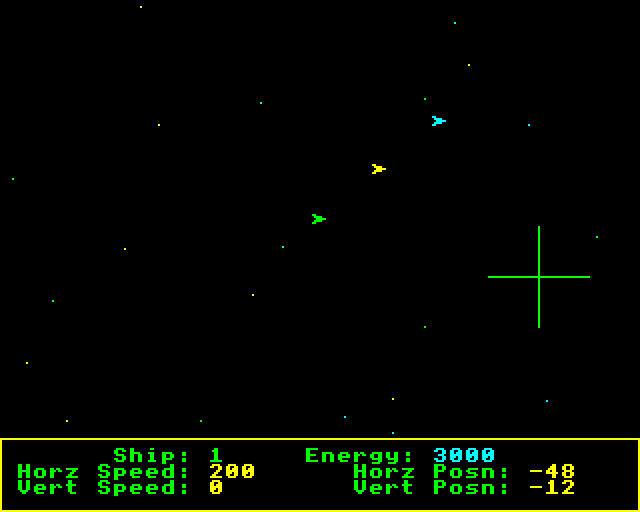 Ship: 1 Energy: 3000
Horz Speed: 200 Horz Posn: -48
Vert Speed: 0 Vert Posn: -12